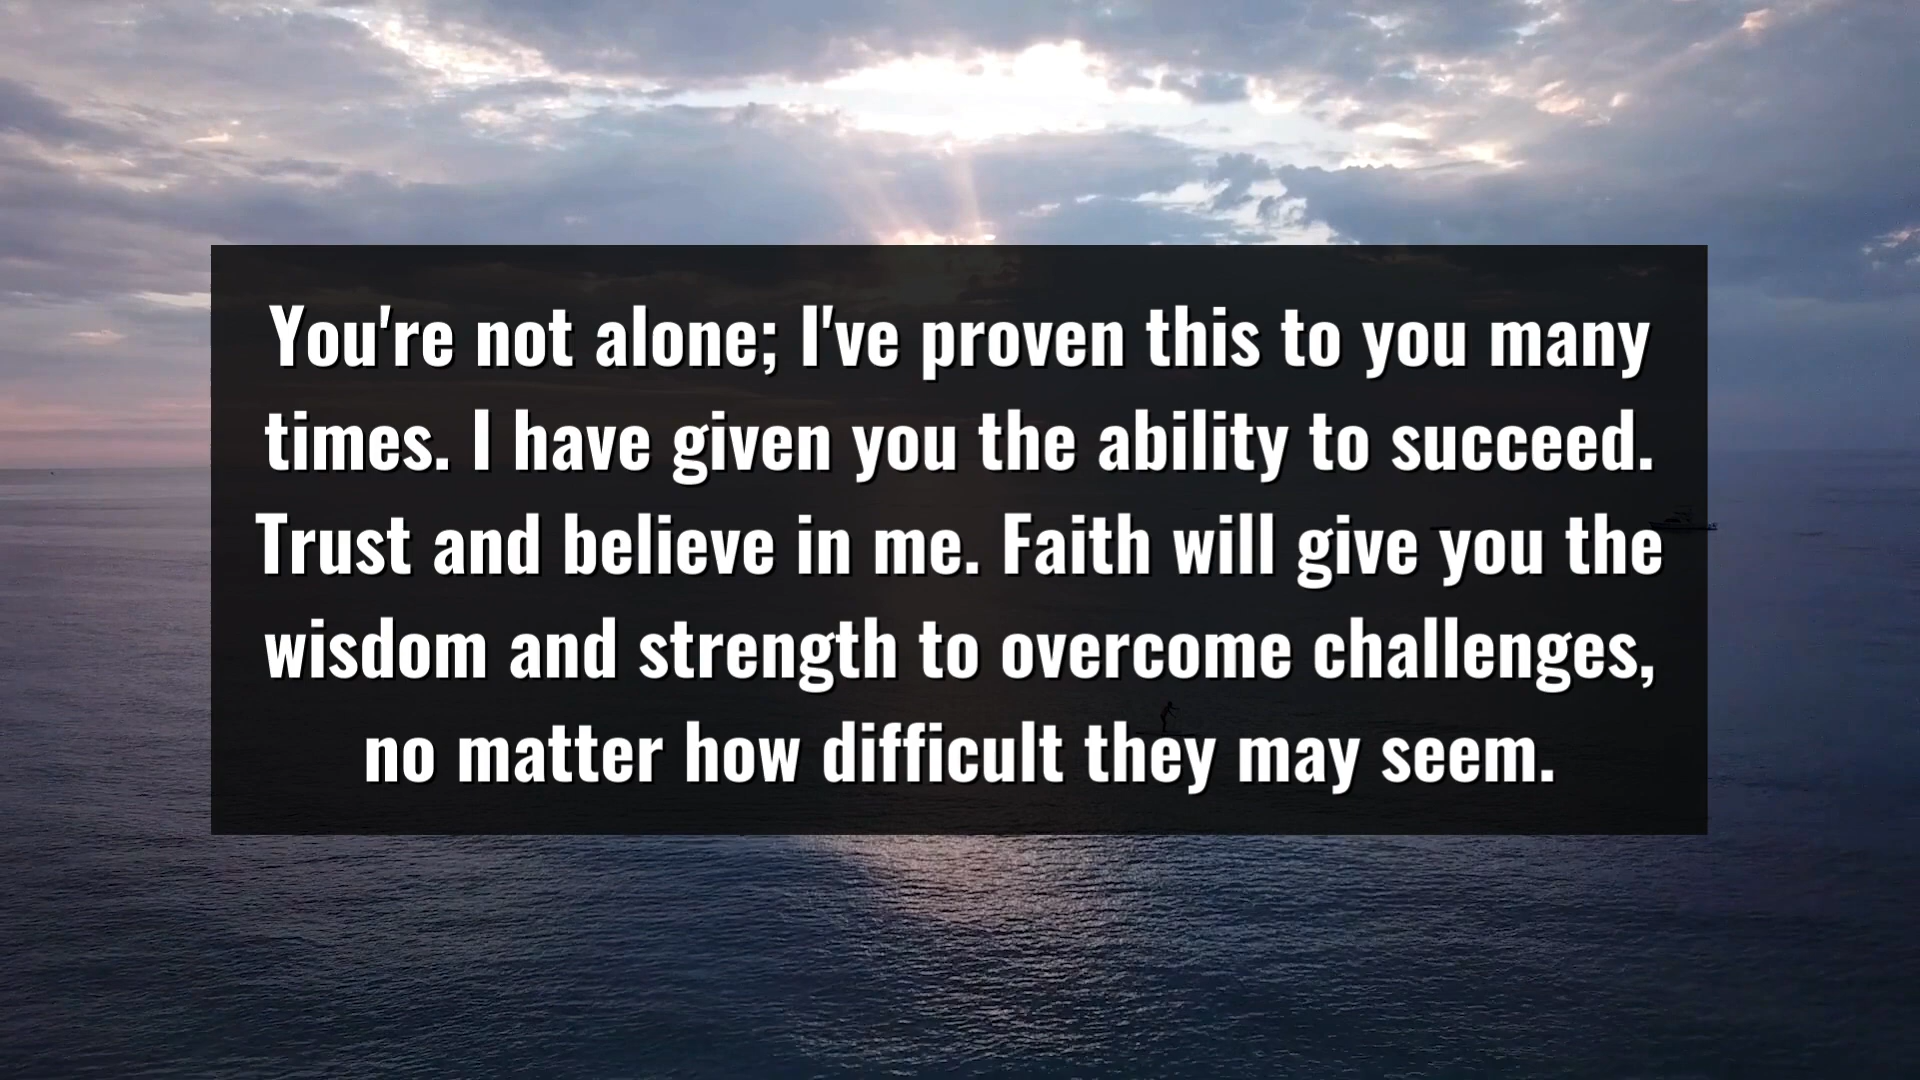 You're not alone; I've proven this to you many
times. I have given you the ability to succeed.
Trust and believe in me. Faith will give you the
wisdom and strength to overcome challenges,
no matter how difficult they may seem.